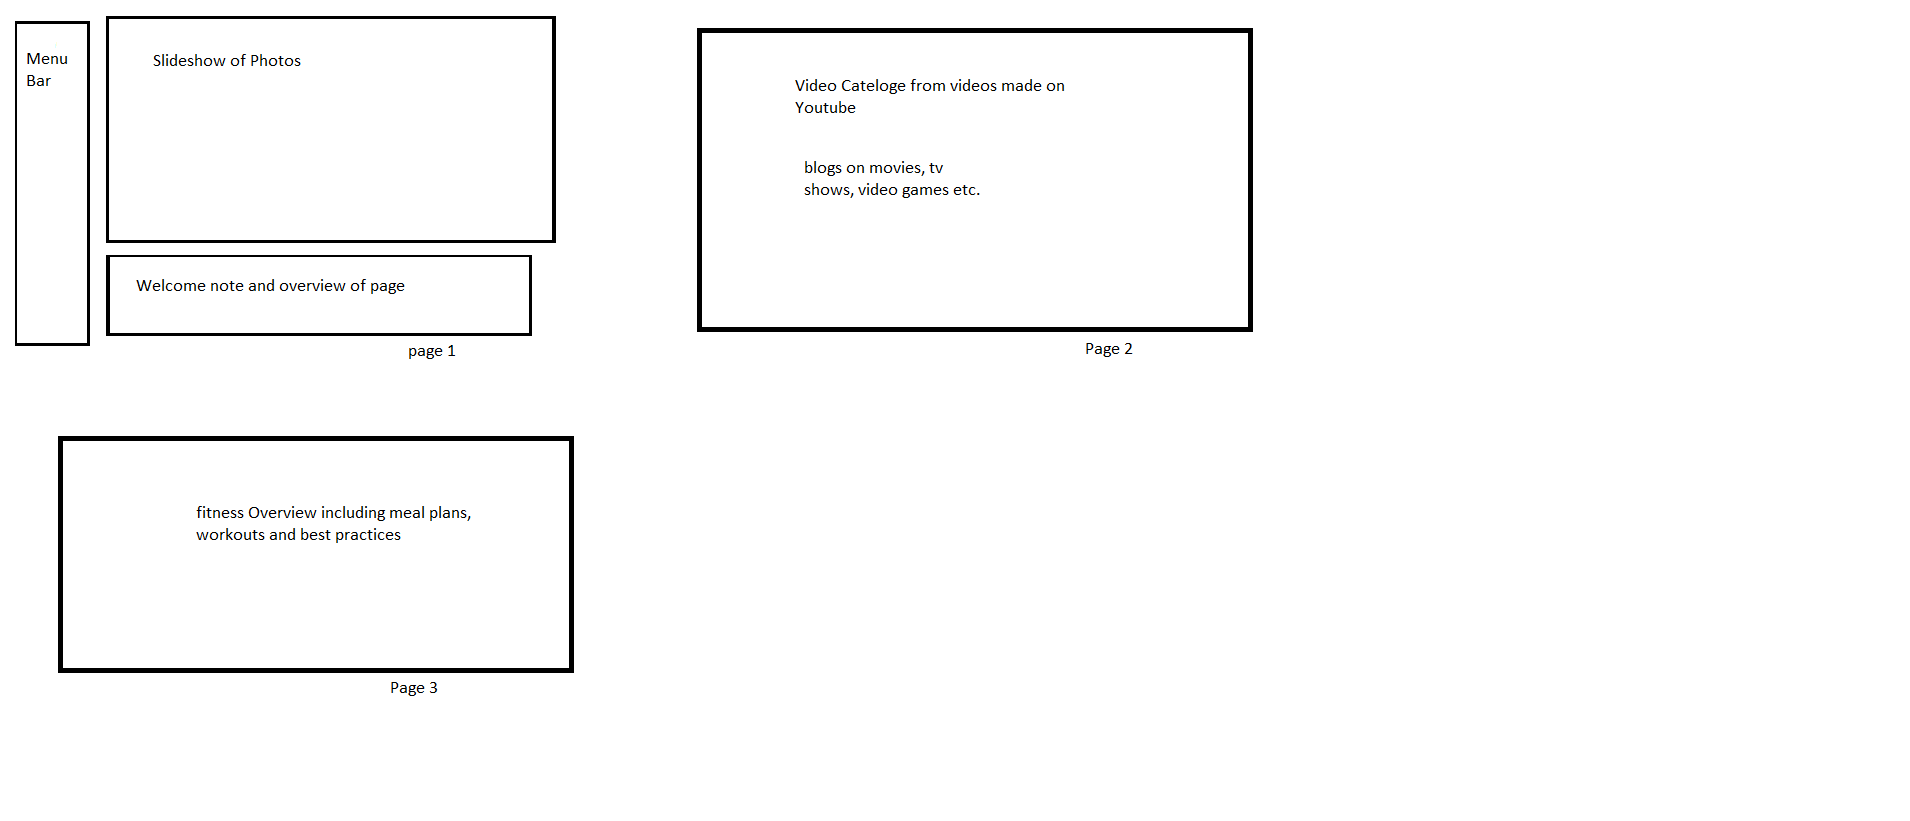 Menu
Bar
Slideshow of Photos
Welcome note and overview of page
page 1
Video Cateloge from videos made on
Youtube
blogs on movies, tv
shows, video games etc.
Page 2
fitness Overview including meal plans,
workouts and best practices
Page 3